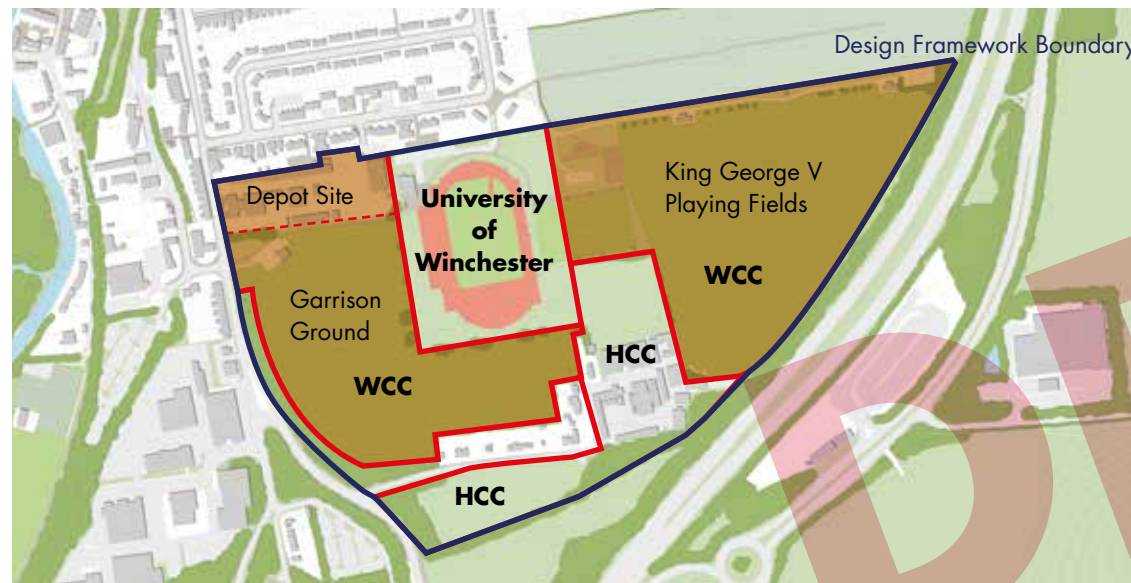 Design Framework Boundary
Depot Site
University
of
Winchester
King George V
Playing Fields
WCC
Garrison
Ground
HCC
WCC
HCC